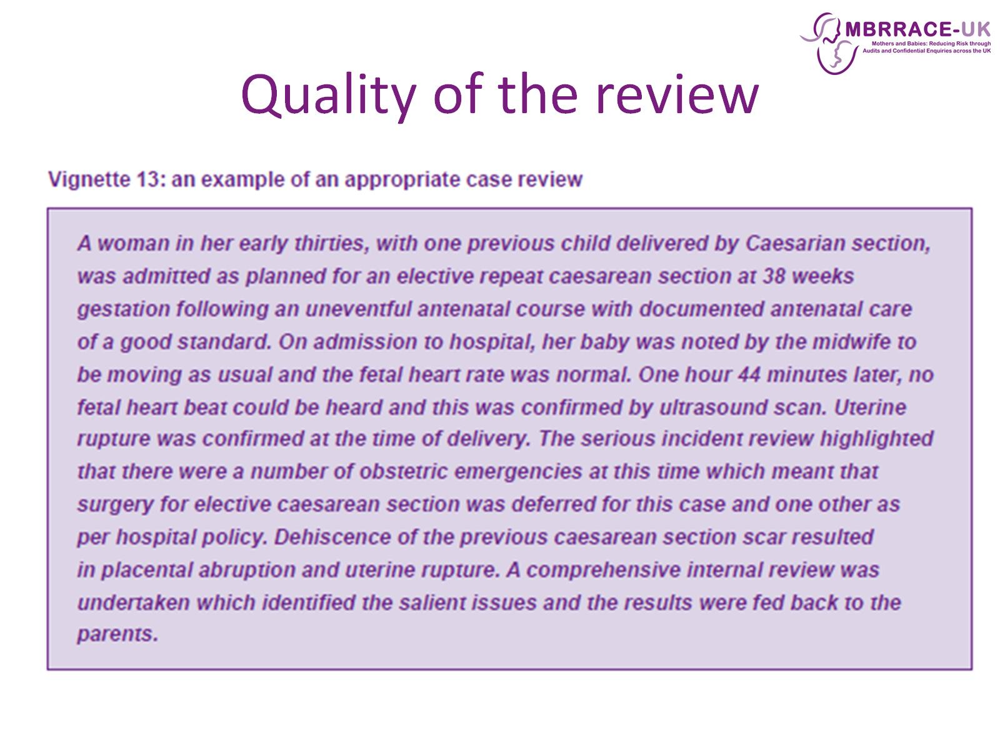 MBRRACE-UK
Mothers and Babies: Reducing Risk through
Audits and Confidential Enquiries across the UK
Quality of the review
Vignette 13: an example of an appropriate case review
A woman in her early thirties, with one previous child delivered by Caesarian section,
was admitted as planned for an elective repeat caesarean section at 38 weeks
gestation following an uneventful antenatal course with documented antenatal care
of a good standard. On admission to hospital, her baby was noted by the midwife to
be moving as usual and the fetal heart rate was normal. One hour 44 minutes later, no
fetal heart beat could be heard and this was confirmed by ultrasound scan. Uterine
rupture was confirmed at the time of delivery. The serious incident review highlighted
that there were a number of obstetric emergencies at this time which meant that
surgery for elective caesarean section was deferred for this case and one other as
per hospital policy. Dehiscence of the previous caesarean section scar resulted
in placental abruption and uterine rupture. A comprehensive internal review was
undertaken which identified the salient issues and the results were fed back to the
parents.